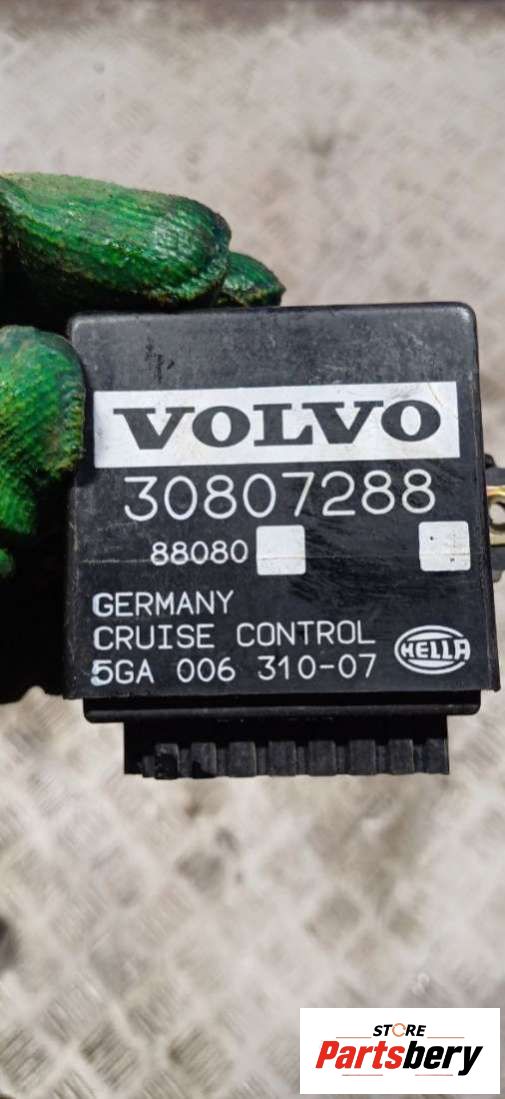 VOLVO
30807288
88080
GERMANY
CRUISE CONTROL
5GA 006 310-07
HELLA
STORE
Partsbery